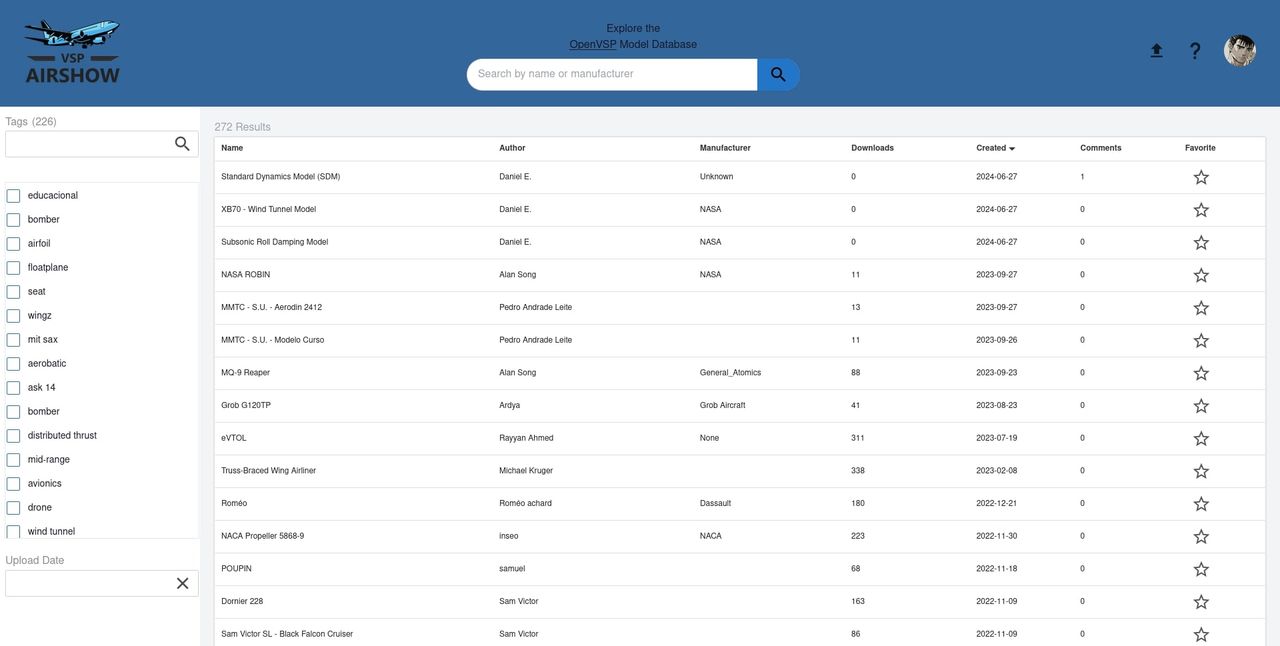 VSP
AIRSHOW
Explore the
OpenVSP Model Database
Search by name or manufacturer
?
Tags (226)
educacional
bomber
airfoil
floatplane
seat
wingz
mit sax
aerobatic
ask 14
bomber
distributed thrust
mid-range
avionics
drone
wind tunnel
Upload Date
272 Results
Name Author Manufacturer Downloads Created Comments Favorite
Standard Dynamics Model (SDM) Daniel E. Unknown 0 2024-06-27 1
XB70 - Wind Tunnel Model Daniel E. NASA 0 2024-06-27 0
Subsonic Roll Damping Model Daniel E. NASA 0 2024-06-27 0
NASA ROBIN Alan Song NASA 11 2023-09-27 0
MMTC - S.U. - Aerodin 2412 Pedro Andrade Leite 13 2023-09-27 0
MMTC - S.U. - Modelo Curso Pedro Andrade Leite 11 2023-09-26 0
MQ-9 Reaper Alan Song General_Atomics 88 2023-09-23 0
Grob G120TP Ardya Grob Aircraft 41 2023-08-23 0
eVTOL Rayyan Ahmed None 311 2023-07-19 0
Truss-Braced Wing Airliner Michael Kruger 338 2023-02-08 0
Roméo Roméo achard Dassault 180 2022-12-21 0
NACA Propeller 5868-9 inseo NACA 223 2022-11-30 0
POUPIN samuel 68 2022-11-18 0
Dornier 228 Sam Victor 163 2022-11-09 0
Sam Victor SL - Black Falcon Cruiser Sam Victor 86 2022-11-09 0